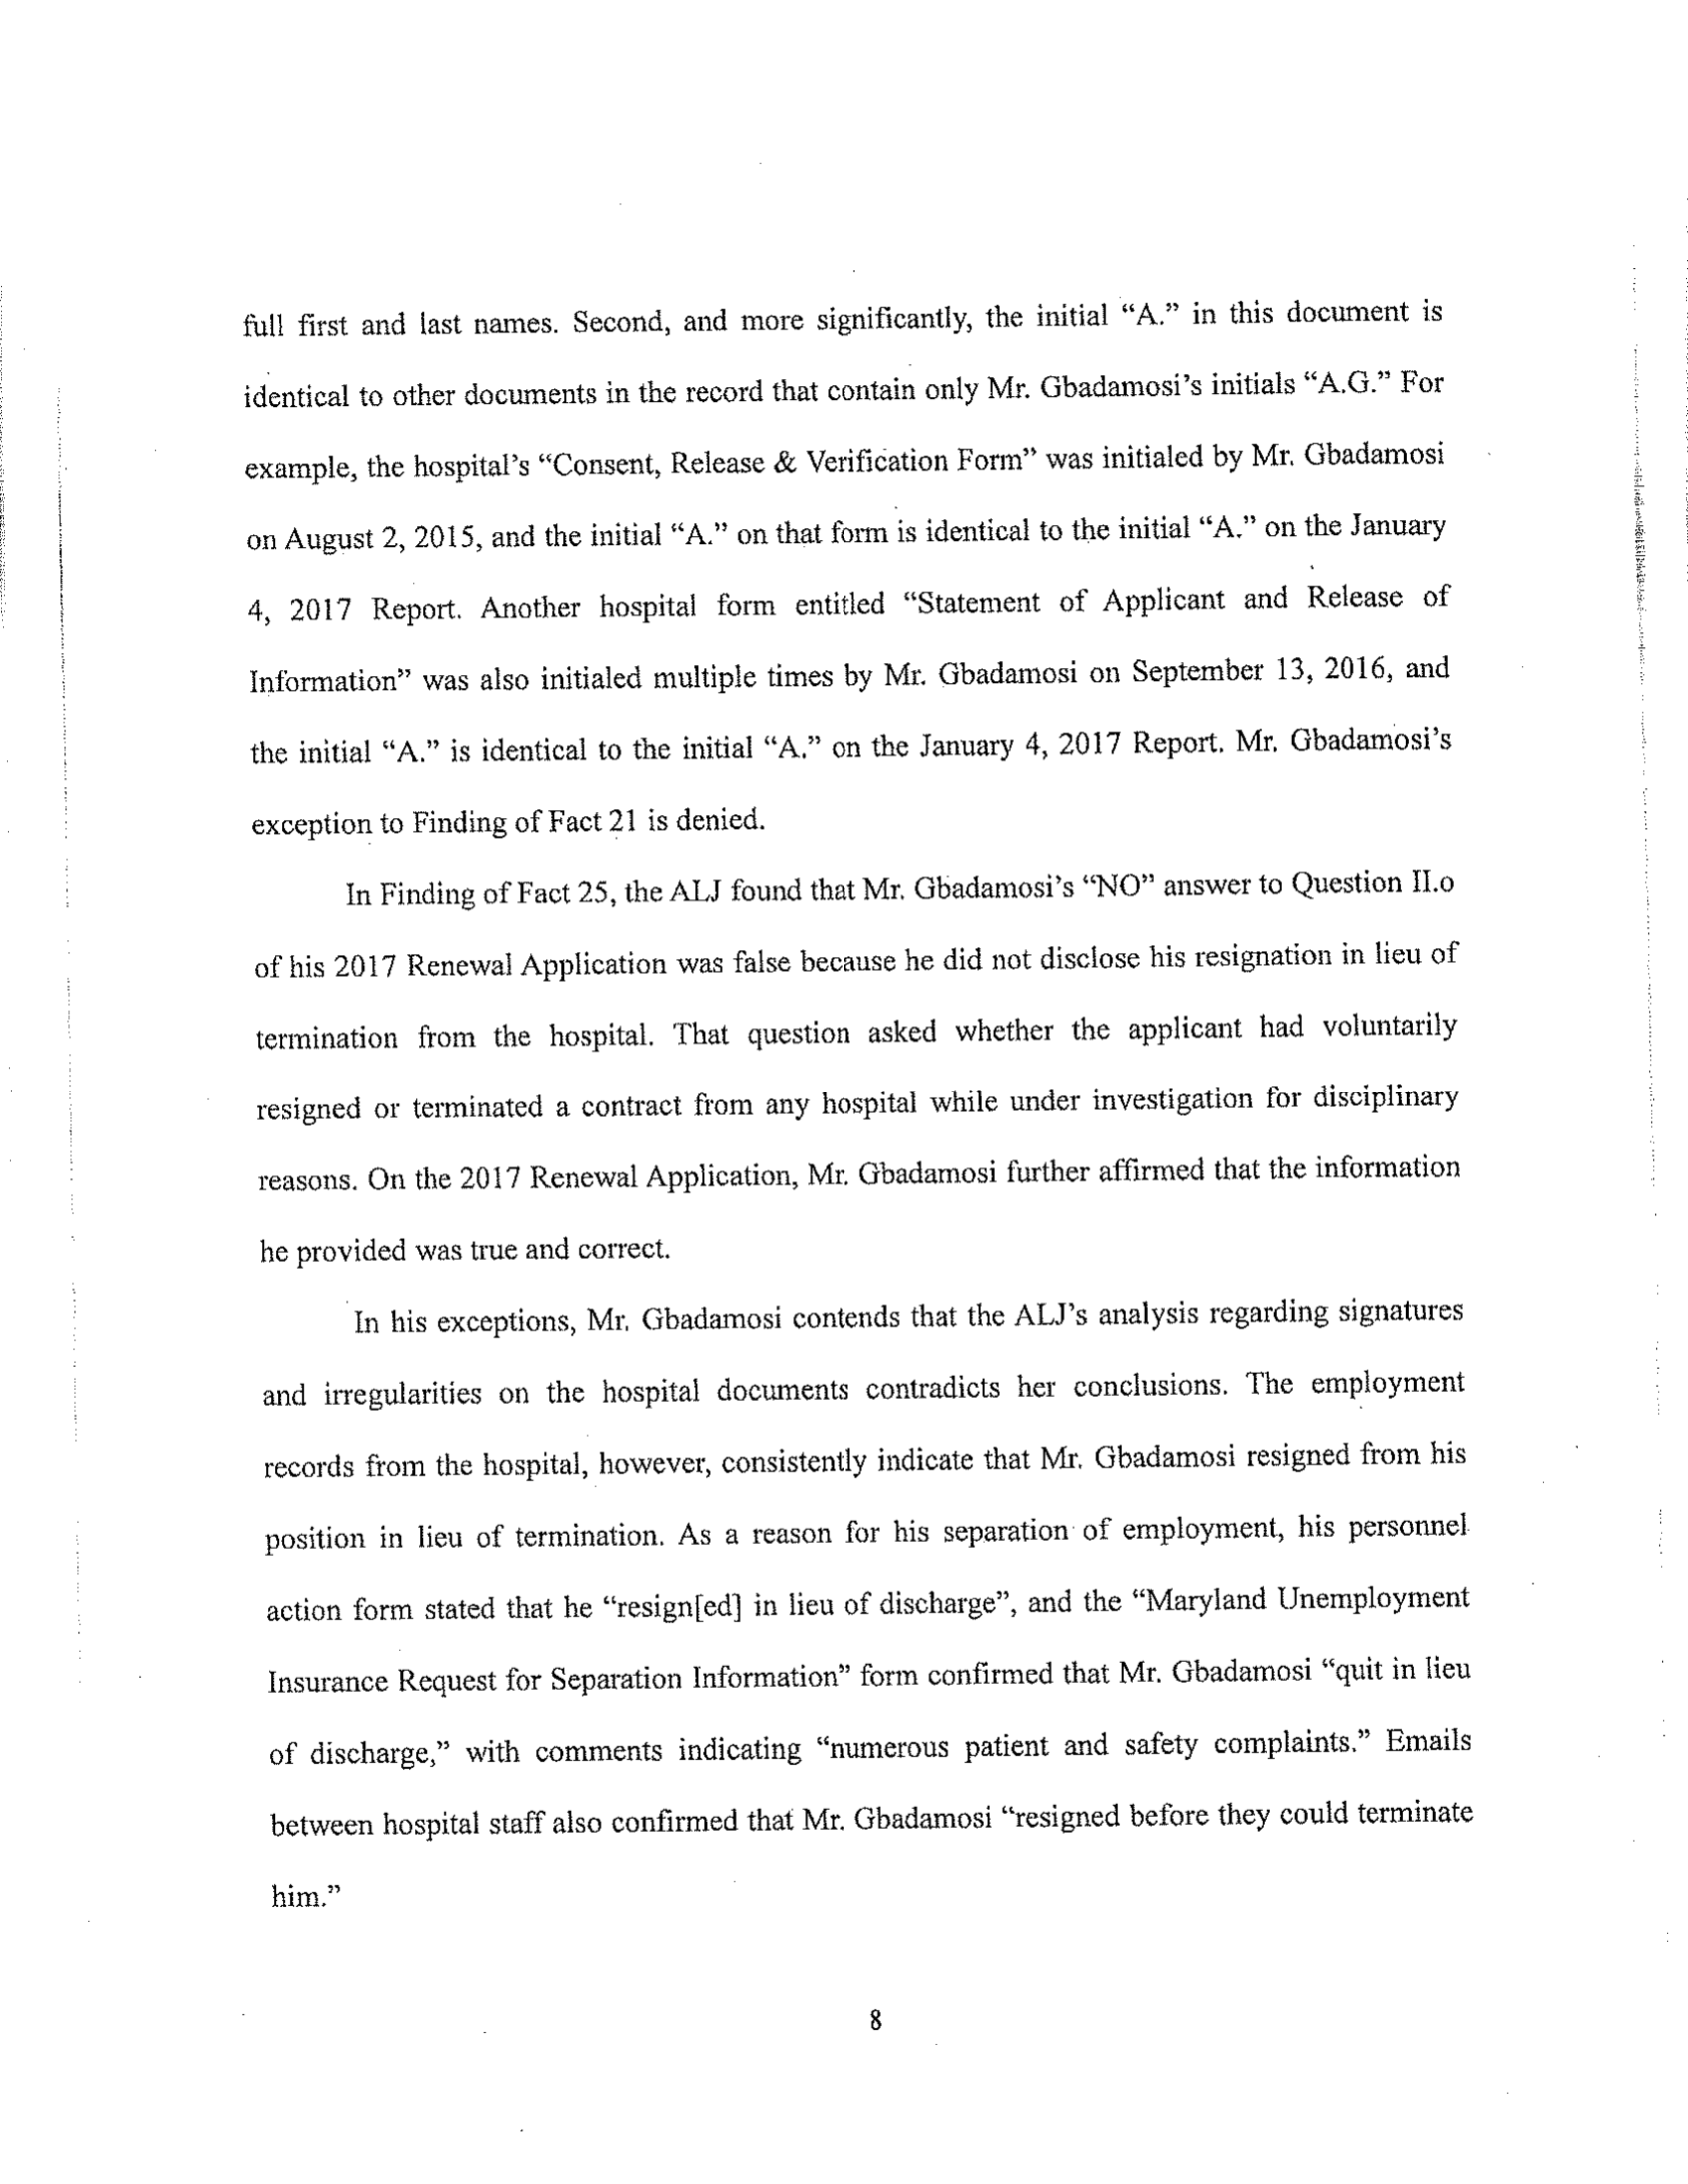 full first and last names. Second, and more significantly, the initial “A.” in this document is
identical to other documents in the record that contain only Mr. Gbadamosi’s initials “A.G.” For
example, the hospital’s “Consent, Release & Verification Form” was initialed by Mr. Gbadamosi
on August 2, 2015, and the initial “A.” on that form is identical to the initial “A.” on the January
4, 2017 Report. Another hospital form entitled “Statement of Applicant and Release of
Information” was also initialed multiple times by Mr. Gbadamosi on September 13, 2016, and
the initial “A.” is identical to the initial “A.” on the January 4, 2017 Report. Mr. Gbadamosi’s
exception to Finding of Fact 21 is denied.
In Finding of Fact 25, the ALJ found that Mr. Gbadamosi’s “NO” answer to Question II.o
of his 2017 Renewal Application was false because he did not disclose his resignation in lieu of
termination from the hospital. That question asked whether the applicant had voluntarily
resigned or terminated a contract from any hospital while under investigation for disciplinary
reasons. On the 2017 Renewal Application, Mr. Gbadamosi further affirmed that the information
he provided was true and correct.
In his exceptions, Mr. Gbadamosi contends that the ALJ’s analysis regarding signatures
and irregularities on the hospital documents contradicts her conclusions. The employment
records from the hospital, however, consistently indicate that Mr. Gbadamosi resigned from his
position in lieu of termination. As a reason for his separation of employment, his personnel
action form stated that he “resign[ed] in lieu of discharge”, and the “Maryland Unemployment
Insurance Request for Separation Information” form confirmed that Mr. Gbadamosi “quit in lieu
of discharge,” with comments indicating “numerous patient and safety complaints.” Emails
between hospital staff also confirmed that Mr. Gbadamosi “resigned before they could terminate
him.”
8